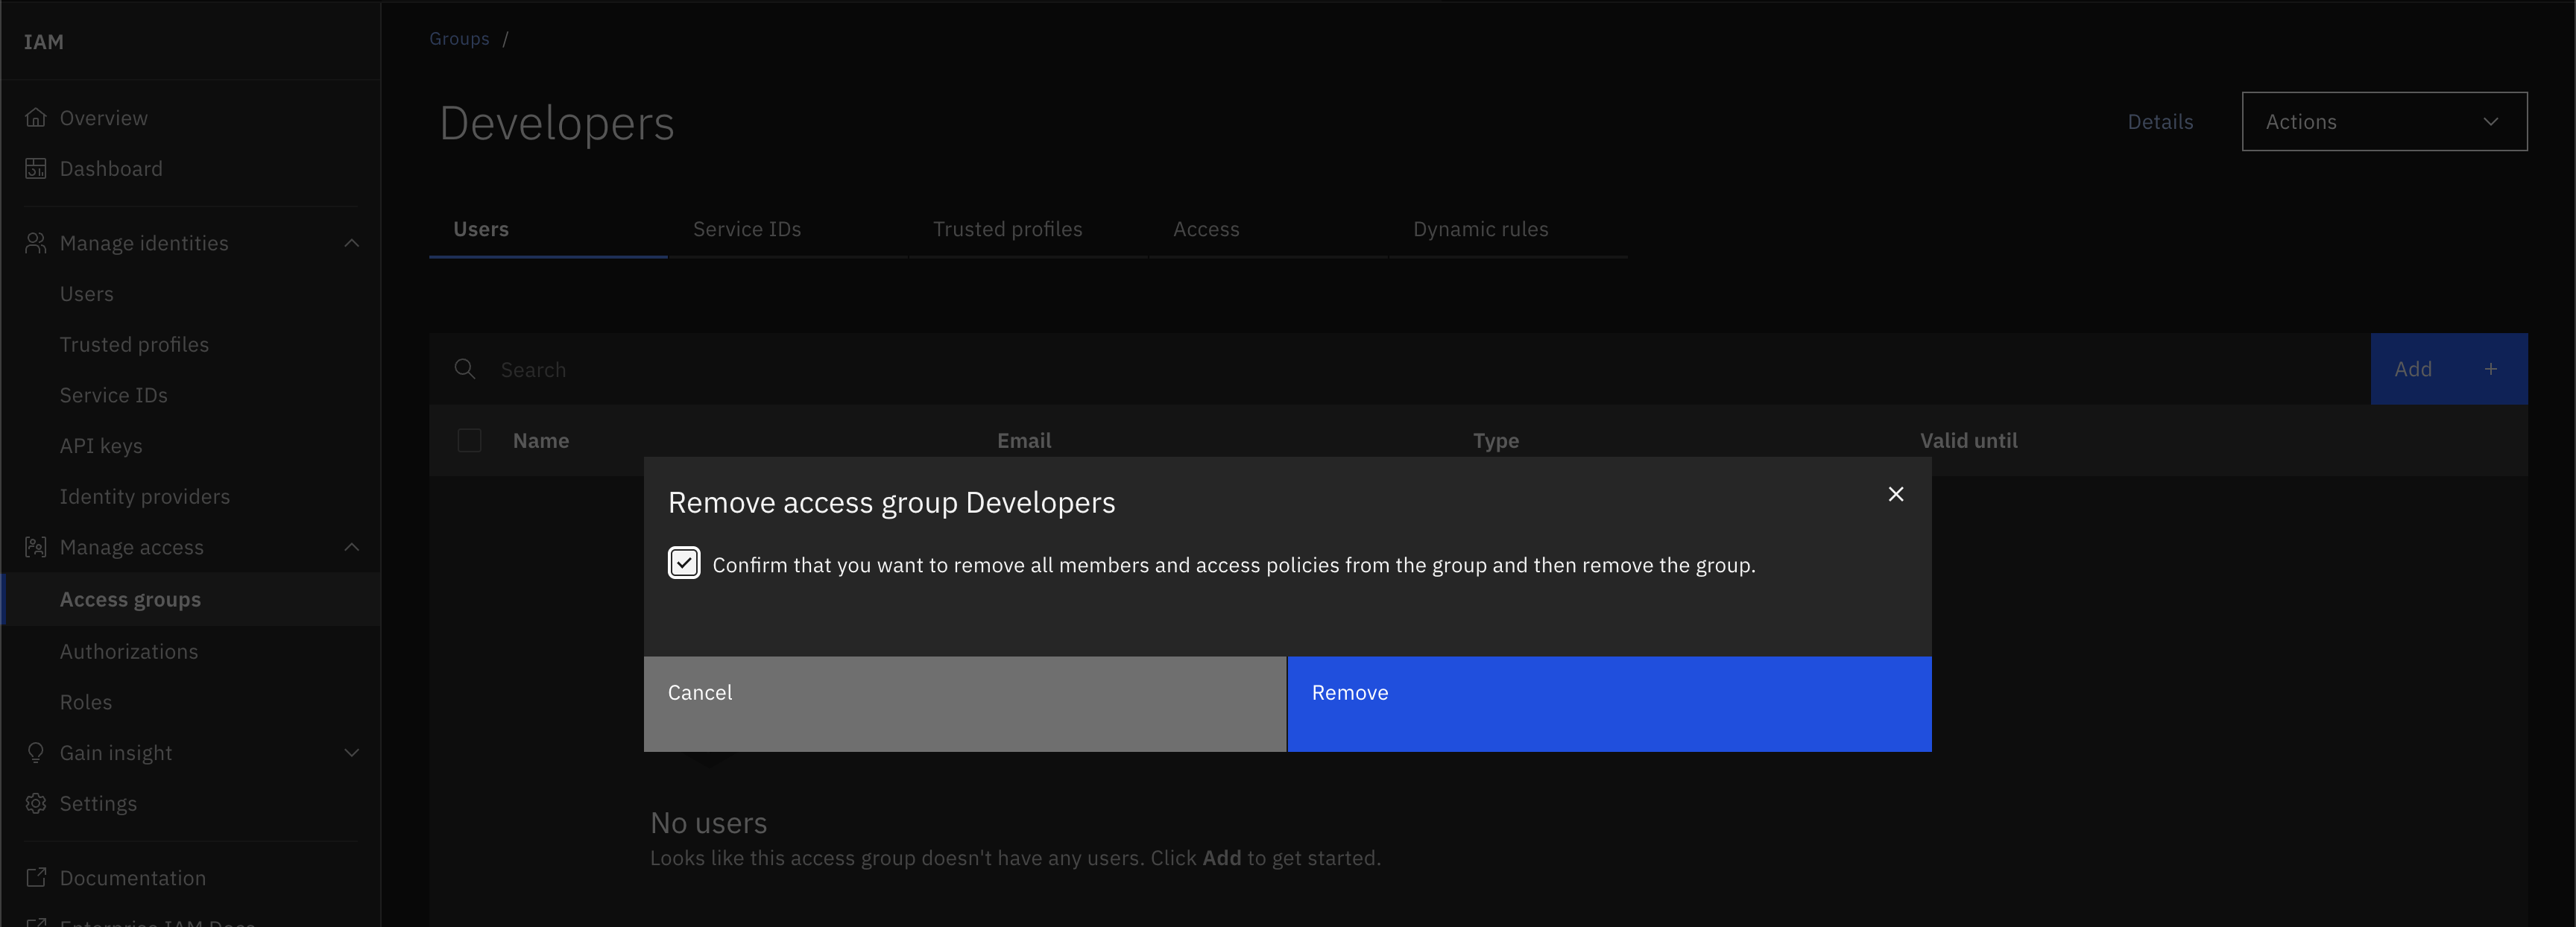 IAM
Overview
Dashboard
Manage identities
Users
Trusted profiles
Service IDs
API keys
Identity providers
Manage access
Access groups
Authorizations
Roles
Gain insight
Settings
Documentation
Enterprise IAM Docs
Groups /
Developers
Details
Actions
Users Service IDs Trusted profiles Access Dynamic rules
Search
Add +
Name Email Type Valid until
Remove access group Developers
Confirm that you want to remove all members and access policies from the group and then remove the group.
Cancel
Remove
No users
Looks like this access group doesn't have any users. Click Add to get started.